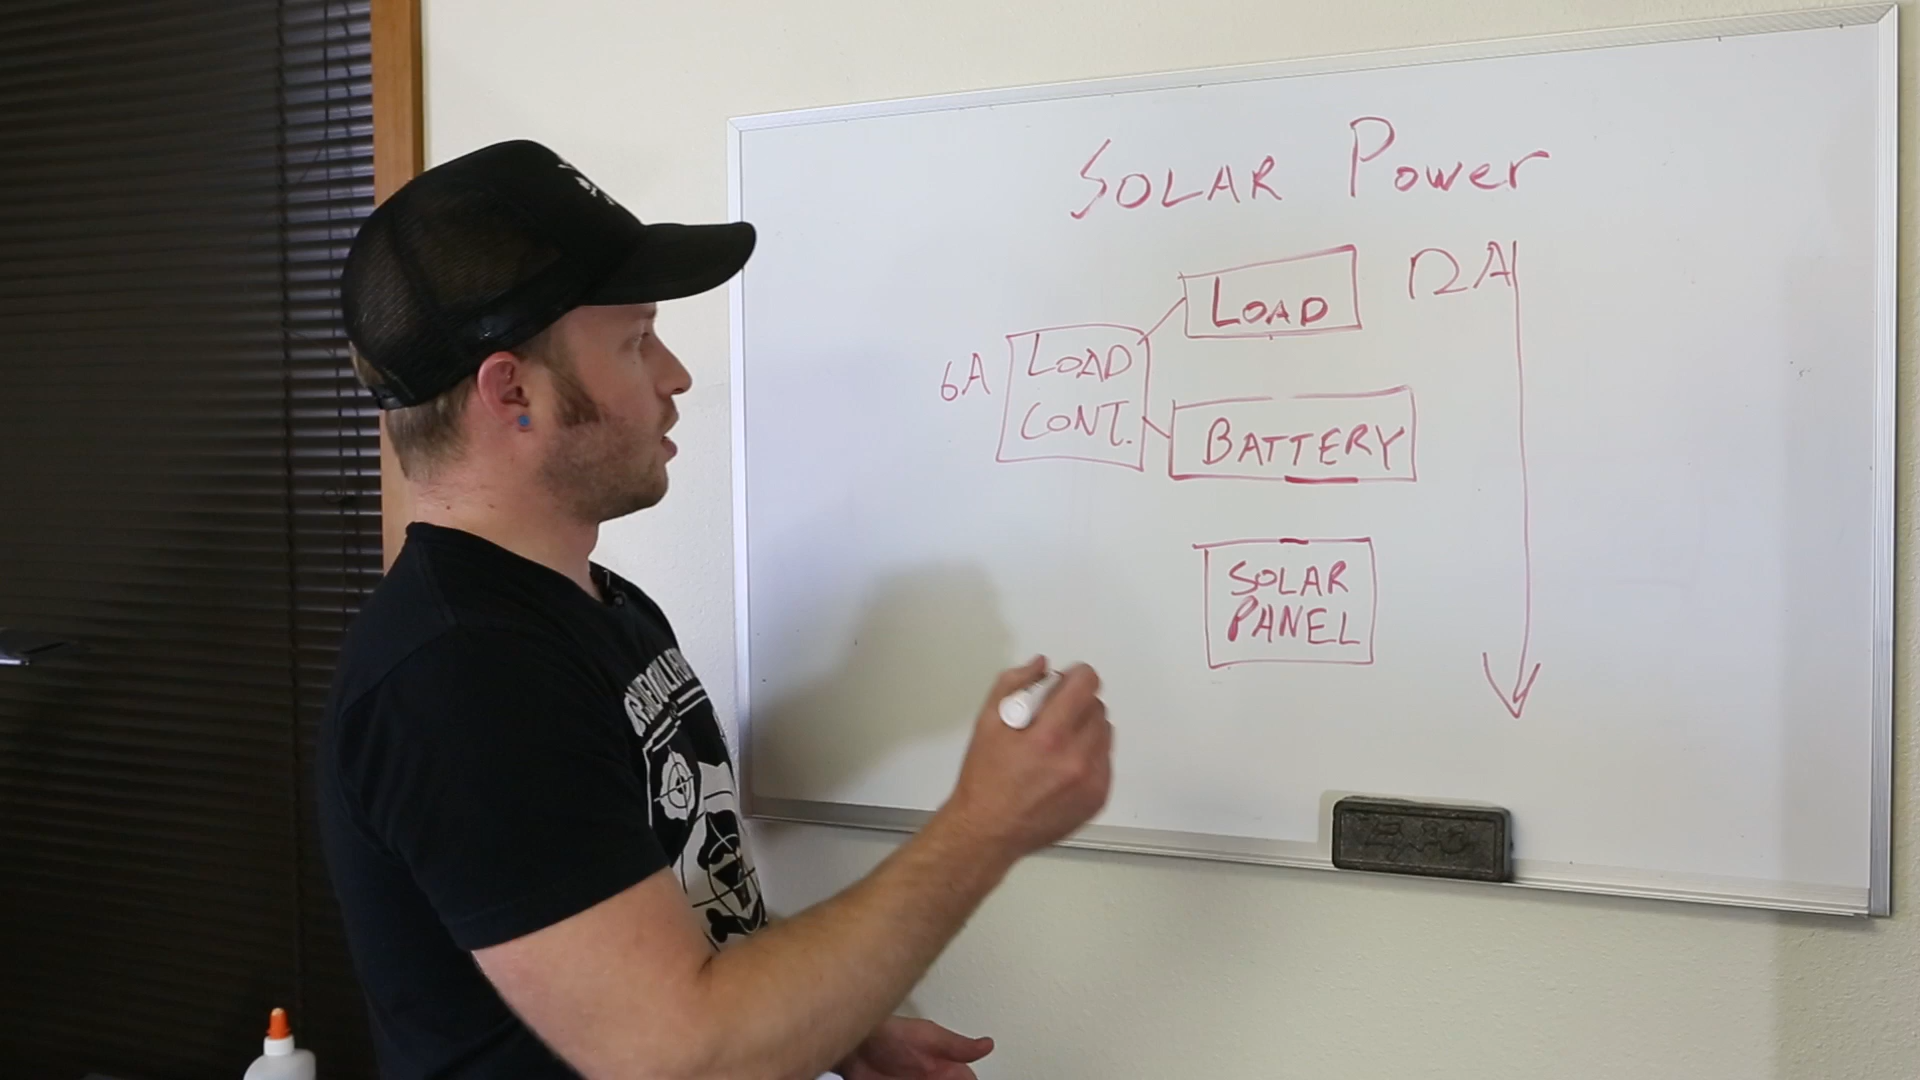 SOLAR Power
LOAD
12A
6A
LOAD
CONT.
BATTERY
SOLAR
PANEL